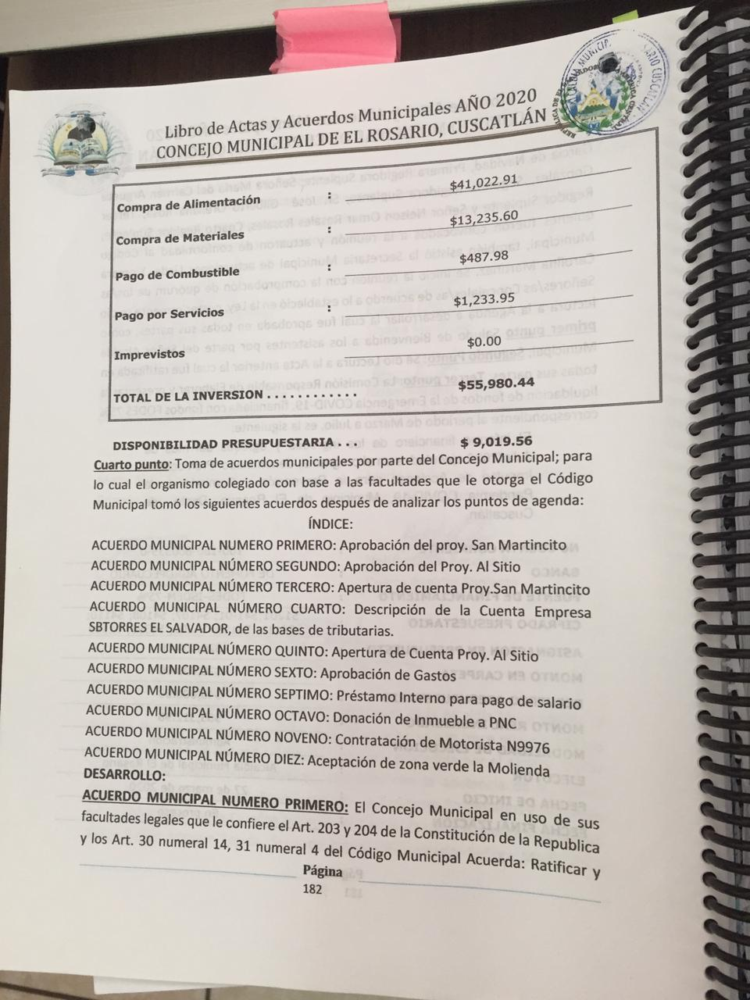 Libro de Actas y Acuerdos Municipales AÑO 2020
CONCEJO MUNICIPAL DE EL ROSARIO, CUSCATLÁN
Compra de Alimentación : $41,022.91
Compra de Materiales : $13,235.60
Pago de Combustible : $487.98
Pago por Servicios : $1,233.95
Imprevistos $0.00
TOTAL DE LA INVERSION . . . . . . . . . . . . $55,980.44
DISPONIBILIDAD PRESUPUESTARIA . . . $ 9,019.56
Cuarto punto: Toma de acuerdos municipales por parte del Concejo Municipal; para
lo cual el organismo colegiado con base a las facultades que le otorga el Código
Municipal tomó los siguientes acuerdos después de analizar los puntos de agenda:
ÍNDICE:
ACUERDO MUNICIPAL NUMERO PRIMERO: Aprobación del proy. San Martincito
ACUERDO MUNICIPAL NÚMERO SEGUNDO: Aprobación del Proy. Al Sitio
ACUERDO MUNICIPAL NÚMERO TERCERO: Apertura de cuenta Proy.San Martincito
ACUERDO MUNICIPAL NÚMERO CUARTO: Descripción de la Cuenta Empresa
SBTORRES EL SALVADOR, de las bases de tributarias.
ACUERDO MUNICIPAL NÚMERO QUINTO: Apertura de Cuenta Proy. Al Sitio
ACUERDO MUNICIPAL NÚMERO SEXTO: Aprobación de Gastos
ACUERDO MUNICIPAL NÚMERO SEPTIMO: Préstamo Interno para pago de salario
ACUERDO MUNICIPAL NÚMERO OCTAVO: Donación de Inmueble a PNC
ACUERDO MUNICIPAL NÚMERO NOVENO: Contratación de Motorista N9976
ACUERDO MUNICIPAL NÚMERO DIEZ: Aceptación de zona verde la Molienda
DESARROLLO:
ACUERDO MUNICIPAL NUMERO PRIMERO: El Concejo Municipal en uso de sus
facultades legales que le confiere el Art. 203 y 204 de la Constitución de la Republica
y los Art. 30 numeral 14, 31 numeral 4 del Código Municipal Acuerda: Ratificar y
Página
182